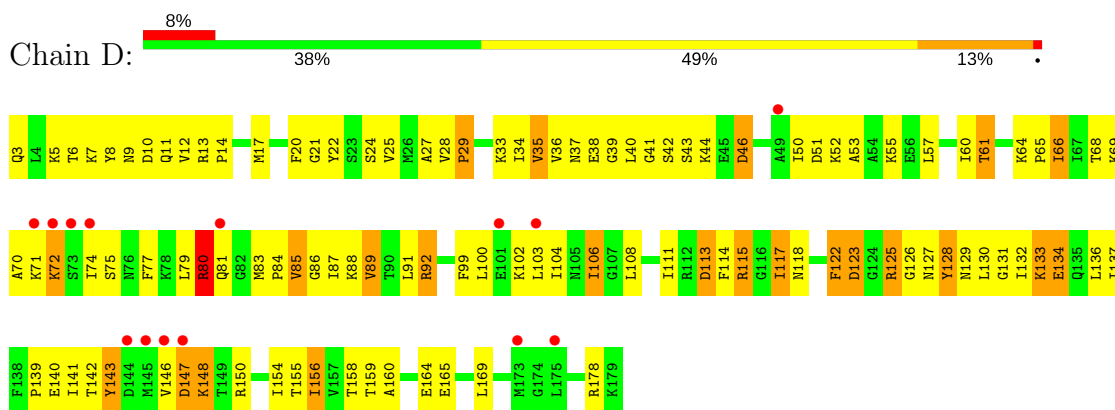 8%
Chain D:
38% 49% 13% •
Q3 L4 K5 T6 K7 Y8 N9 D10 Q11 V12 R13 P14 M17 F20 G21 Y22 S23 S24 V25 M26 A27 V28 P29 K33 I34 V35 V36 N37 E38 G39 L40 G41 S42 S43 K44 E45 D46 A49 I50 D51 K52 A53 A54 K55 E56 L57 I60 T61 K64 P65 I66 I67 T68 K69
A70 K71 K72 S73 I74 S75 N76 F77 K78 L79 R80 Q81 G82 M83 P84 V85 G86 I87 K88 V89 T90 L91 R92 F99 L100 E101 K102 L103 I104 N105 I106 G107 L108 I111 R112 D113 F114 R115 G116 I117 N118 F122 D123 G124 R125 G126 N127 Y128 N129 L130 G131 I132 K133 E134 Q135 L136 I137
F138 P139 E140 I141 T142 Y143 D144 M145 V146 D147 K148 T149 R150 I154 T155 I156 V157 T158 T159 A160 E164 E165 L169 M173 G174 L175 R178 K179